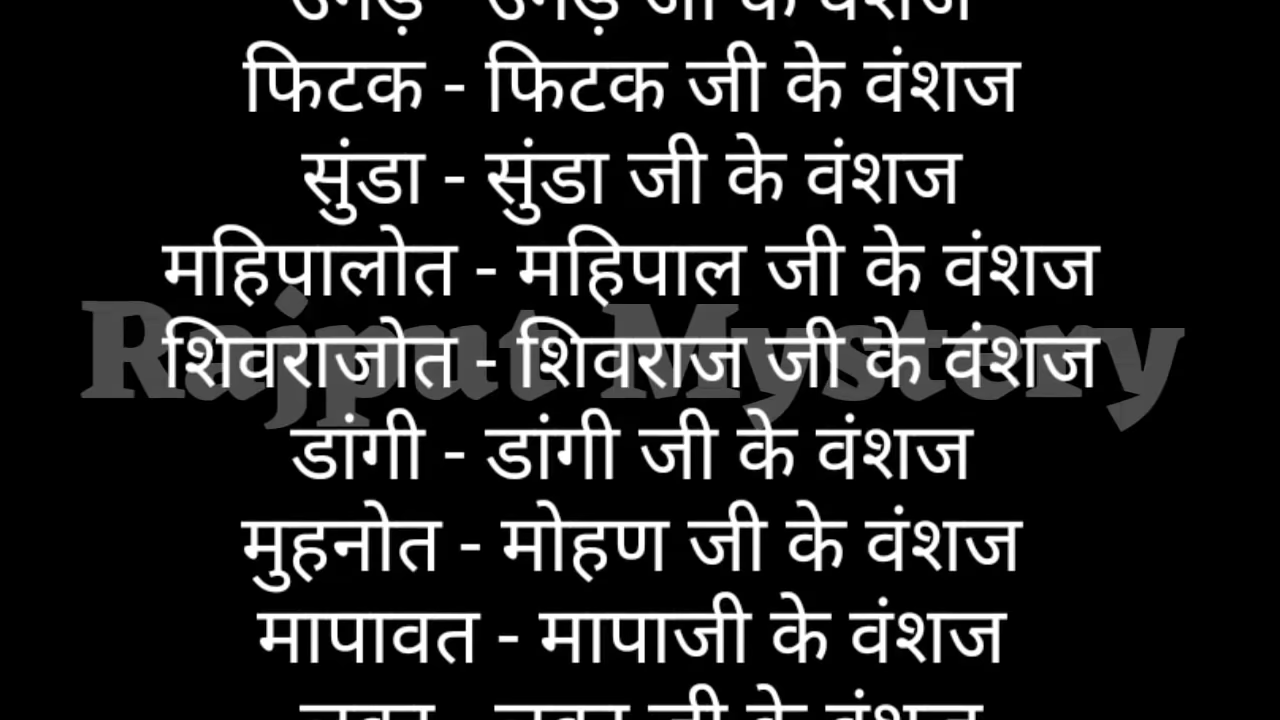 फिटक - फिटक जी के वंशज
सुंडा - सुंडा जी के वंशज
महिपालोत - महिपाल जी के वंशज
Rajput Mystery
शिवराजोत - शिवराज जी के वंशज
डांगी - डांगी जी के वंशज
मुहनोत - मोहण जी के वंशज
मापावत - मापाजी के वंशज